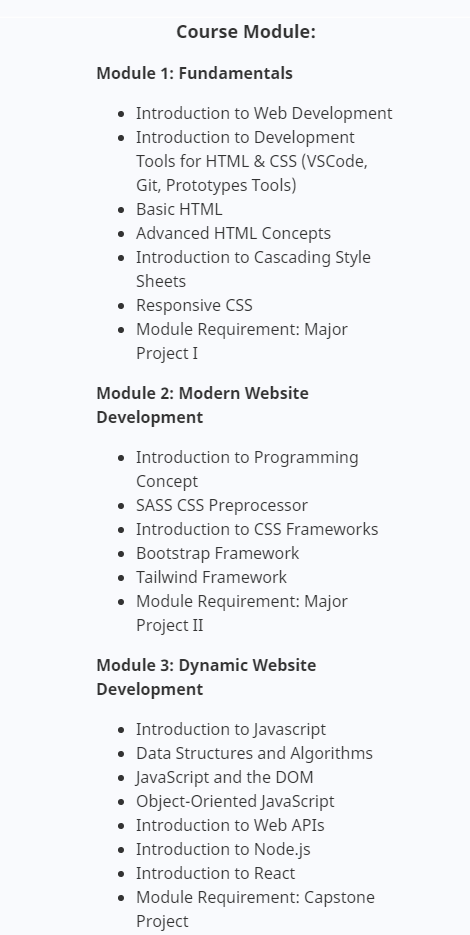 Course Module:
Module 1: Fundamentals
• Introduction to Web Development
• Introduction to Development
Tools for HTML & CSS (VSCode,
Git, Prototypes Tools)
• Basic HTML
• Advanced HTML Concepts
• Introduction to Cascading Style
Sheets
• Responsive CSS
• Module Requirement: Major
Project I
Module 2: Modern Website
Development
• Introduction to Programming
Concept
• SASS CSS Preprocessor
• Introduction to CSS Frameworks
• Bootstrap Framework
• Tailwind Framework
• Module Requirement: Major
Project II
Module 3: Dynamic Website
Development
• Introduction to Javascript
• Data Structures and Algorithms
• JavaScript and the DOM
• Object-Oriented JavaScript
• Introduction to Web APIs
• Introduction to Node.js
• Introduction to React
• Module Requirement: Capstone
Project